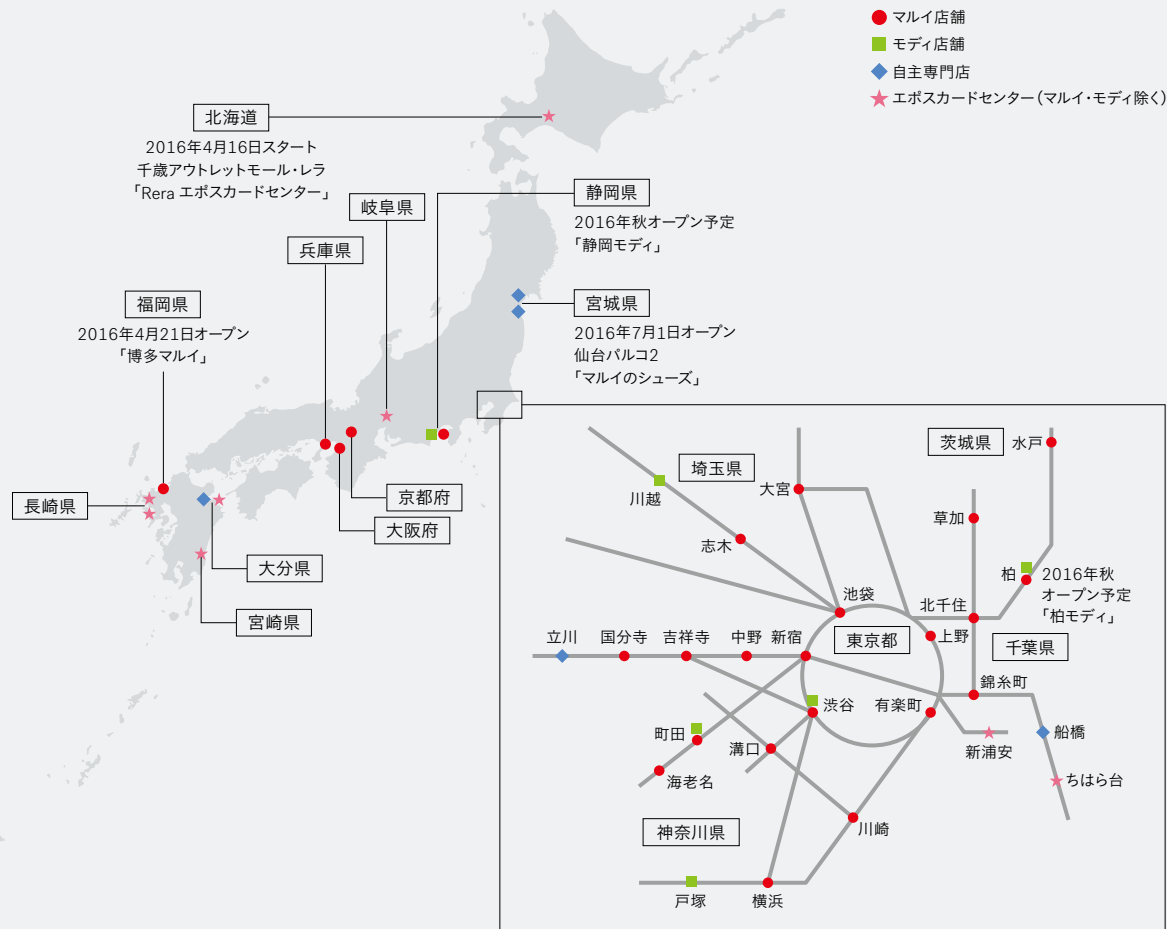 マルイ店舗
モディ店舗
自主専門店
エポスカードセンター（マルイ・モディ除く）
北海道
2016年4月16日スタート
千歳アウトレットモール・レラ
「Rera エポスカードセンター」
岐阜県
兵庫県
静岡県
2016年秋オープン予定
「静岡モディ」
福岡県
2016年4月21日オープン
「博多マルイ」
宮城県
2016年7月1日オープン
仙台パルコ2
「マルイのシューズ」
長崎県
京都府
大阪府
大分県
宮崎県
茨城県
水戸
埼玉県
川越
大宮
草加
志木
柏
2016年秋
オープン予定
「柏モディ」
池袋
北千住
立川
国分寺
吉祥寺
中野
新宿
東京都
上野
千葉県
錦糸町
渋谷
有楽町
町田
溝口
新浦安
船橋
海老名
ちはら台
神奈川県
川崎
戸塚
横浜